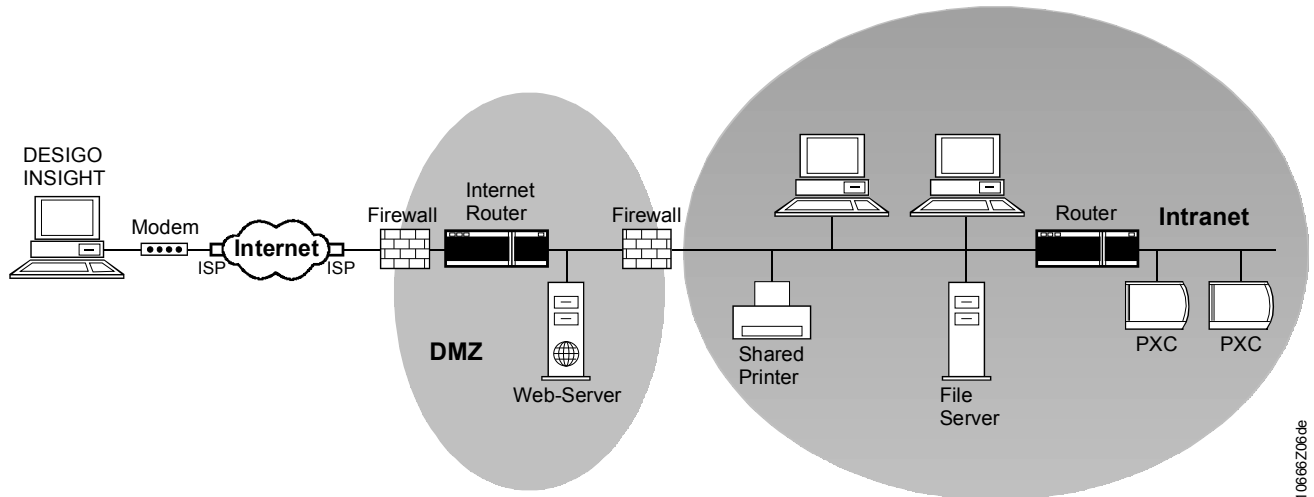 DESIGO
INSIGHT
Modem
ISP
Internet
ISP
Firewall
Internet
Router
Firewall
DMZ
Web-Server
Shared
Printer
File
Server
Router
Intranet
PXC
PXC
10666Z06de